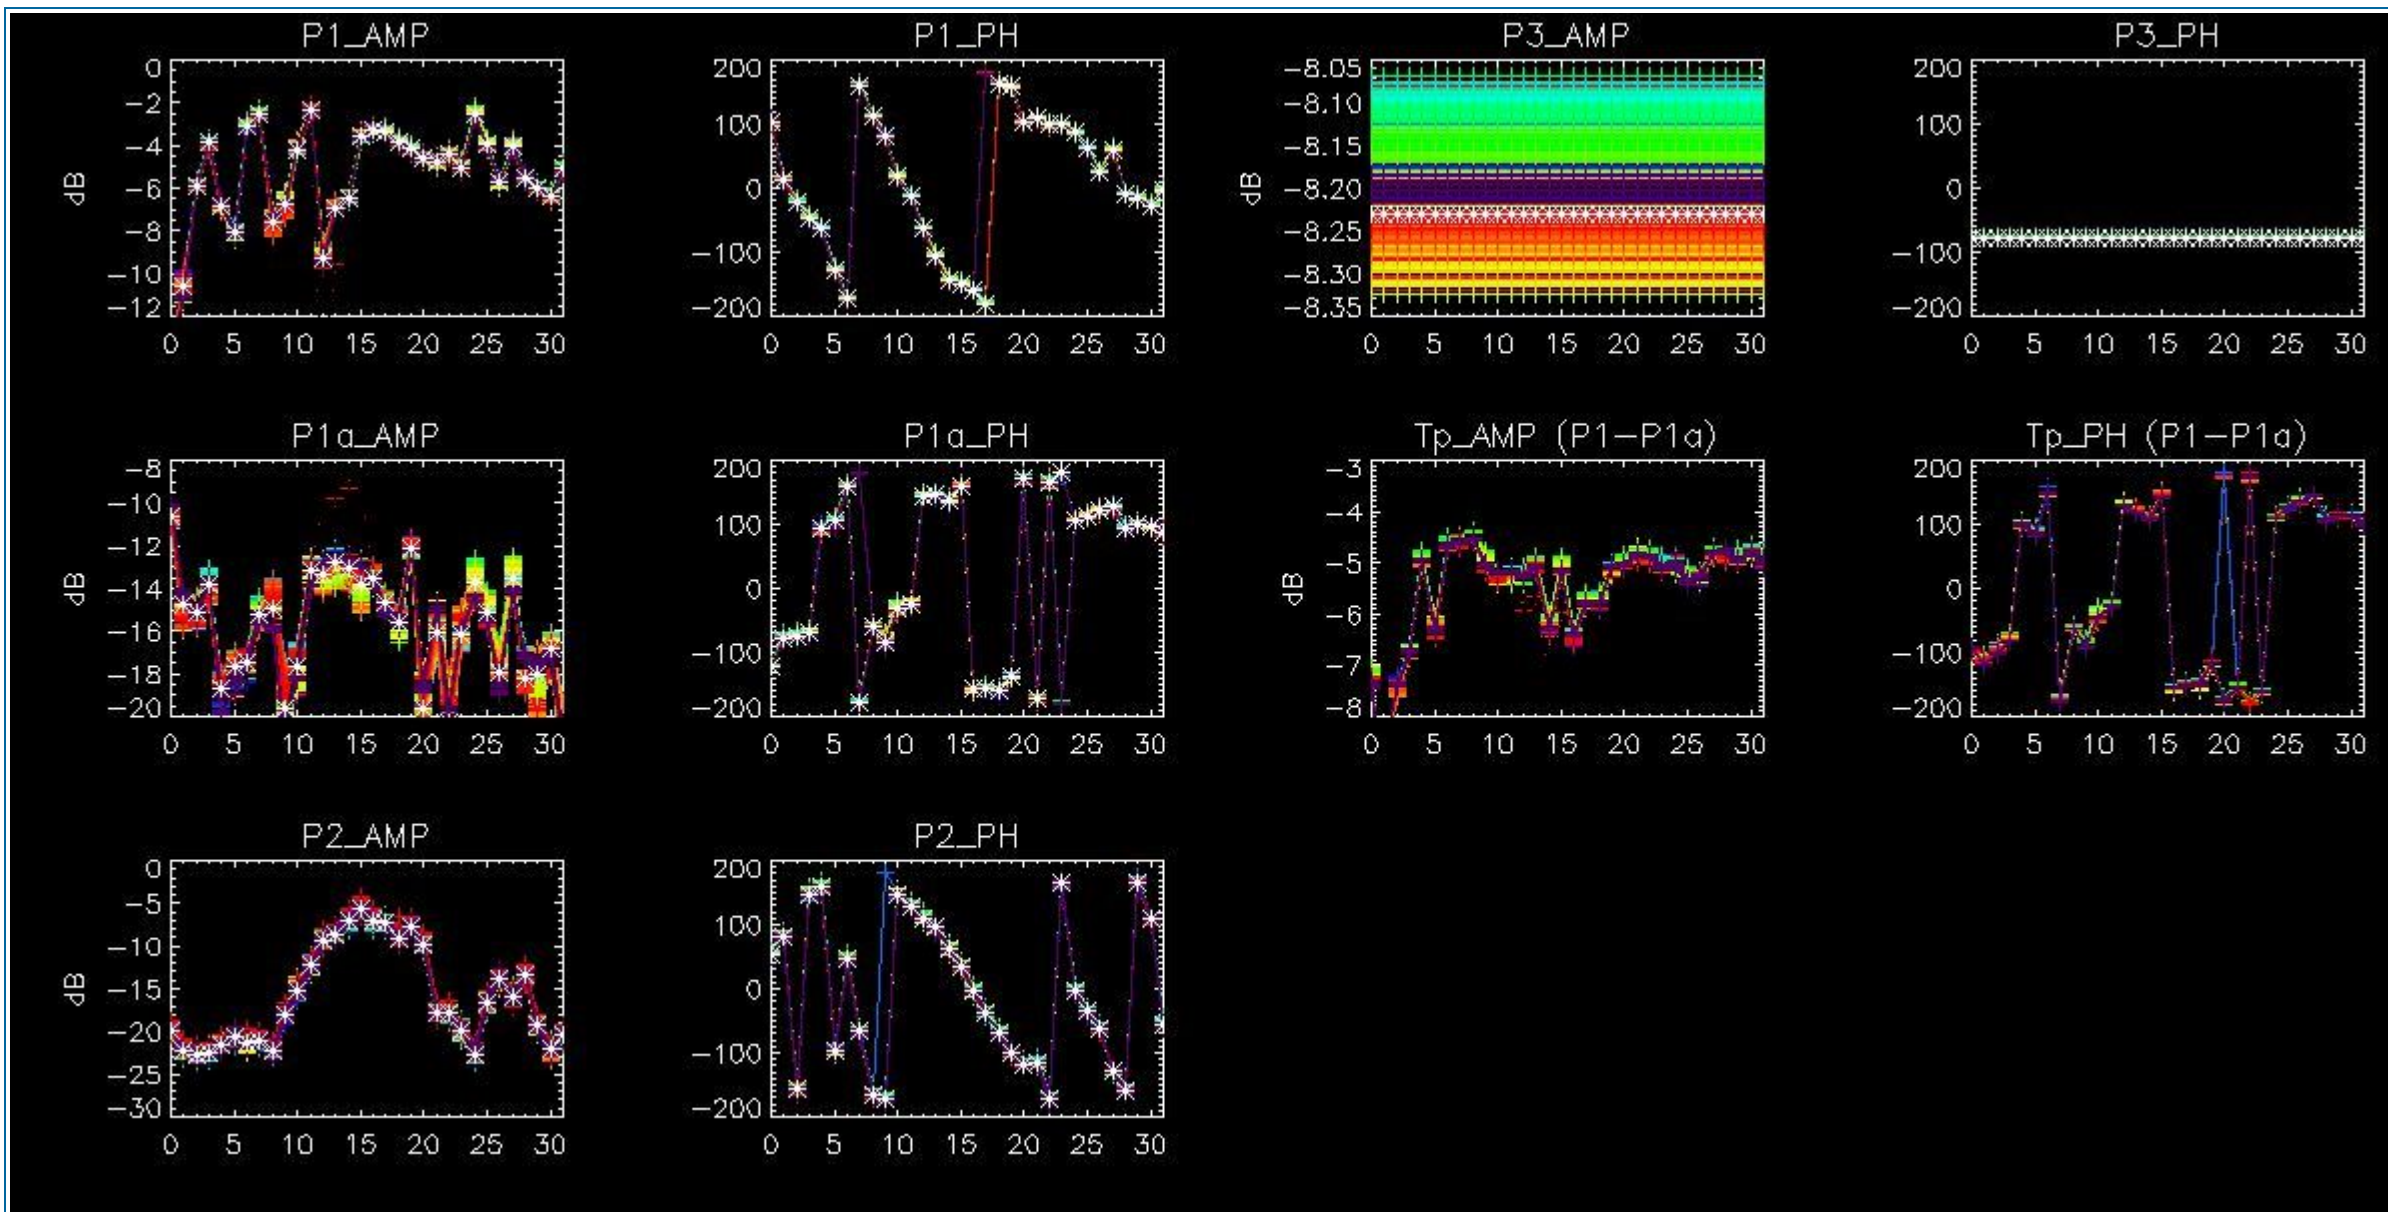 P1_AMP
P1_PH
P3_AMP
P3_PH
0
−2
−4
−6
−8
−10
−12
dB
0 5 10 15 20 25 30
200
100
0
−100
−200
0 5 10 15 20 25 30
−8.05
−8.10
−8.15
−8.20
−8.25
−8.30
−8.35
dB
0 5 10 15 20 25 30
200
100
0
−100
−200
0 5 10 15 20 25 30
P1a_AMP
P1a_PH
Tp_AMP (P1−P1a)
Tp_PH (P1−P1a)
−8
−10
−12
−14
−16
−18
−20
dB
0 5 10 15 20 25 30
200
100
0
−100
−200
0 5 10 15 20 25 30
−3
−4
−5
−6
−7
−8
dB
0 5 10 15 20 25 30
200
100
0
−100
−200
0 5 10 15 20 25 30
P2_AMP
P2_PH
0
−5
−10
−15
−20
−25
−30
dB
0 5 10 15 20 25 30
200
100
0
−100
−200
0 5 10 15 20 25 30